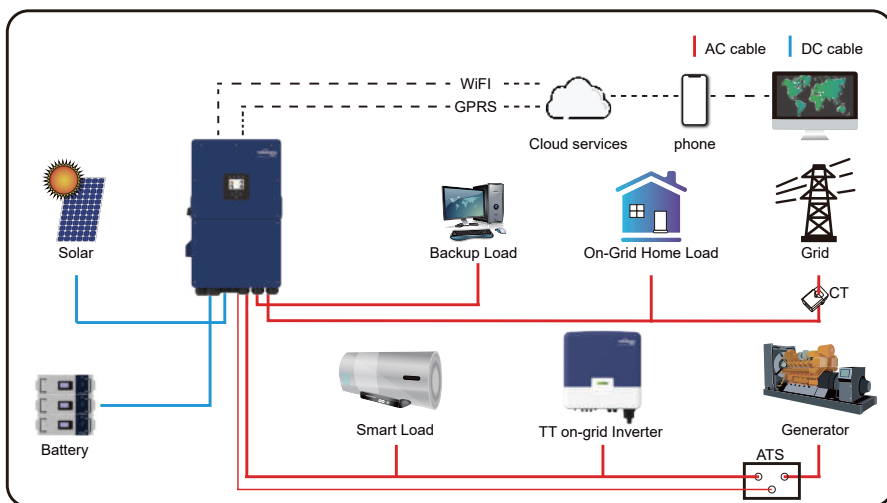 AC cable
DC cable
WiFI
GPRS
Cloud services
phone
Solar
Backup Load
On-Grid Home Load
Grid
CT
Battery
Smart Load
TT on-grid Inverter
Generator
ATS